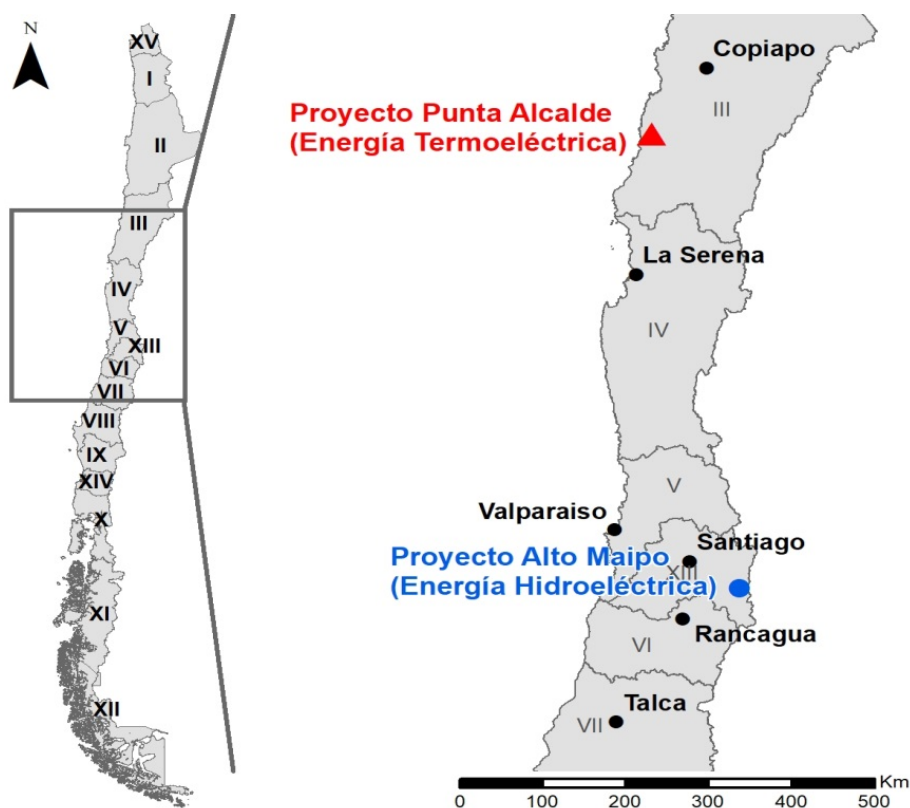 N
XV
I
II
III
IV
V
XIII
VI
VII
VIII
IX
XIV
X
XI
XII
Copiapo
Proyecto Punta Alcalde
(Energía Termoeléctrica)
III
La Serena
IV
V
Valparaiso
Santiago
Proyecto Alto Maipo
(Energía Hidroeléctrica)
XIII
Rancagua
VI
Talca
VII
Km
0 100 200 300 400 500